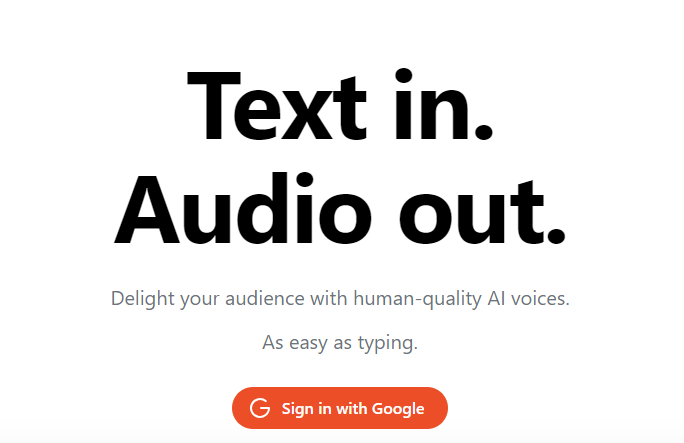 Text in.
Audio out.
Delight your audience with human-quality AI voices.
As easy as typing.
Sign in with Google